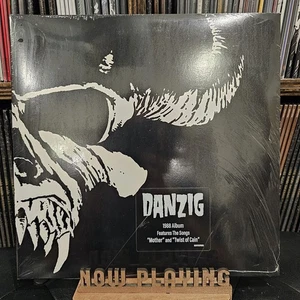 DANZIG
1988 Album
Features The Songs
"Mother" and "Twist of Cain"
NOW PLAYING